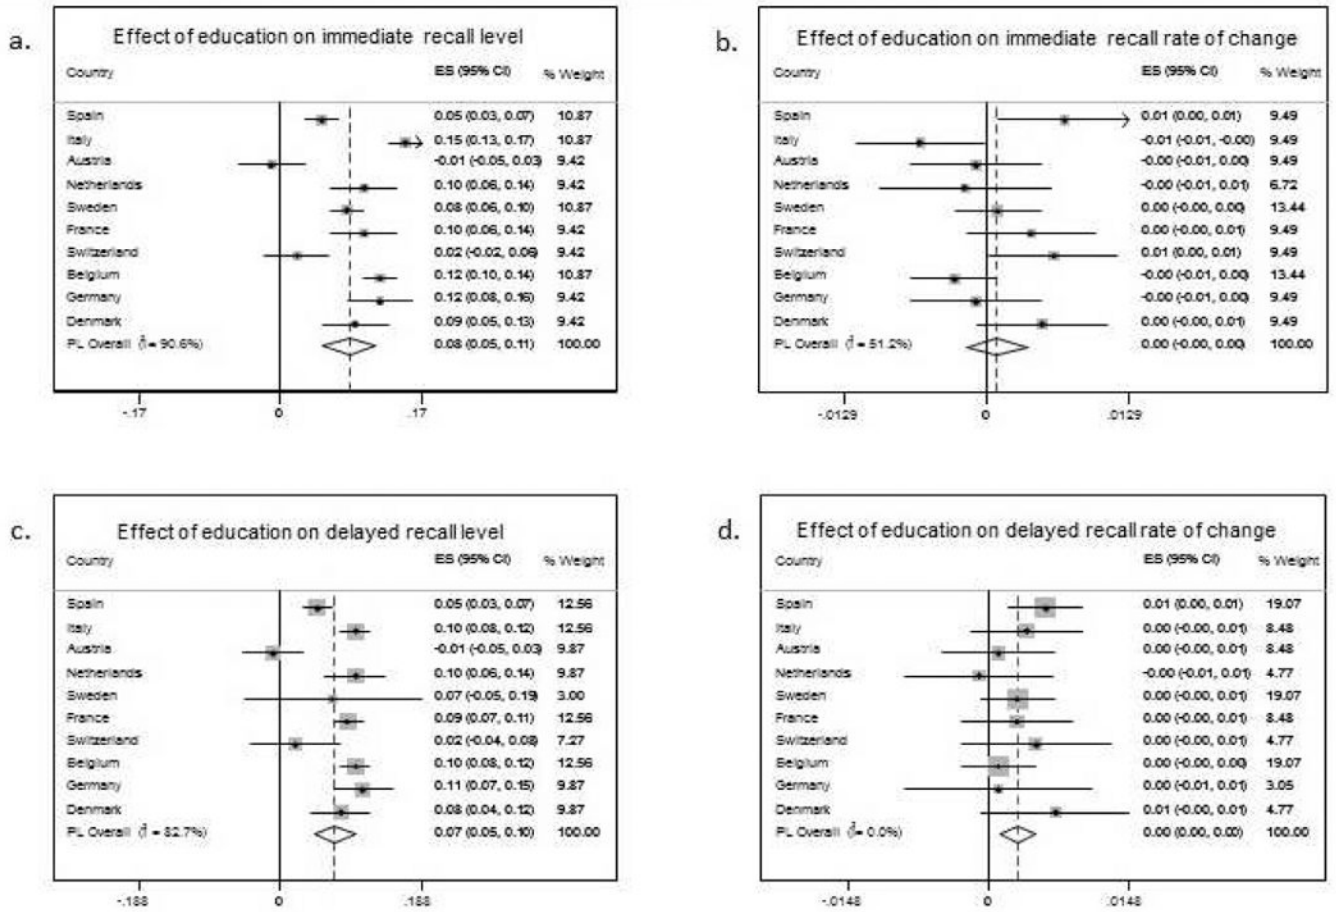 a.
Effect of education on immediate recall level
Country ES (95% CI) % Weight
Spain 0.05 (0.03, 0.07) 10.87
Italy 0.15 (0.13, 0.17) 10.87
Austria -0.01 (-0.05, 0.03) 9.42
Netherlands 0.10 (0.06, 0.14) 9.42
Sweden 0.08 (0.06, 0.10) 10.87
France 0.10 (0.06, 0.14) 9.42
Switzerland 0.02 (-0.02, 0.06) 9.42
Belgium 0.12 (0.10, 0.14) 10.87
Germany 0.12 (0.08, 0.16) 9.42
Denmark 0.09 (0.05, 0.13) 9.42
PL Overall (I² = 90.6%) 0.08 (0.05, 0.11) 100.00
-.17 0 .17
b.
Effect of education on immediate recall rate of change
Country ES (95% CI) % Weight
Spain 0.01 (0.00, 0.01) 9.49
Italy -0.01 (-0.01, -0.00) 9.49
Austria -0.00 (-0.01, 0.00) 9.49
Netherlands -0.00 (-0.01, 0.01) 6.72
Sweden 0.00 (-0.00, 0.00) 13.44
France 0.00 (-0.00, 0.01) 9.49
Switzerland 0.01 (0.00, 0.01) 9.49
Belgium -0.00 (-0.01, 0.00) 13.44
Germany -0.00 (-0.01, 0.00) 9.49
Denmark 0.00 (-0.00, 0.01) 9.49
PL Overall (I² = 51.2%) 0.00 (-0.00, 0.00) 100.00
-.0129 0 .0129
c.
Effect of education on delayed recall level
Country ES (95% CI) % Weight
Spain 0.05 (0.03, 0.07) 12.56
Italy 0.10 (0.08, 0.12) 12.56
Austria -0.01 (-0.05, 0.03) 9.87
Netherlands 0.10 (0.06, 0.14) 9.87
Sweden 0.07 (-0.05, 0.19) 3.00
France 0.09 (0.07, 0.11) 12.56
Switzerland 0.02 (-0.04, 0.08) 7.27
Belgium 0.10 (0.08, 0.12) 12.56
Germany 0.11 (0.07, 0.15) 9.87
Denmark 0.08 (0.04, 0.12) 9.87
PL Overall (I² = 82.7%) 0.07 (0.05, 0.10) 100.00
-.188 0 .188
d.
Effect of education on delayed recall rate of change
Country ES (95% CI) % Weight
Spain 0.01 (0.00, 0.01) 19.07
Italy 0.00 (-0.00, 0.01) 8.48
Austria 0.00 (-0.00, 0.01) 8.48
Netherlands -0.00 (-0.01, 0.01) 4.77
Sweden 0.00 (-0.00, 0.01) 19.07
France 0.00 (-0.00, 0.01) 8.48
Switzerland 0.00 (-0.00, 0.01) 4.77
Belgium 0.00 (-0.00, 0.00) 19.07
Germany 0.00 (-0.01, 0.01) 3.05
Denmark 0.01 (-0.00, 0.01) 4.77
PL Overall (I² = 0.0%) 0.00 (0.00, 0.00) 100.00
-.0148 0 .0148